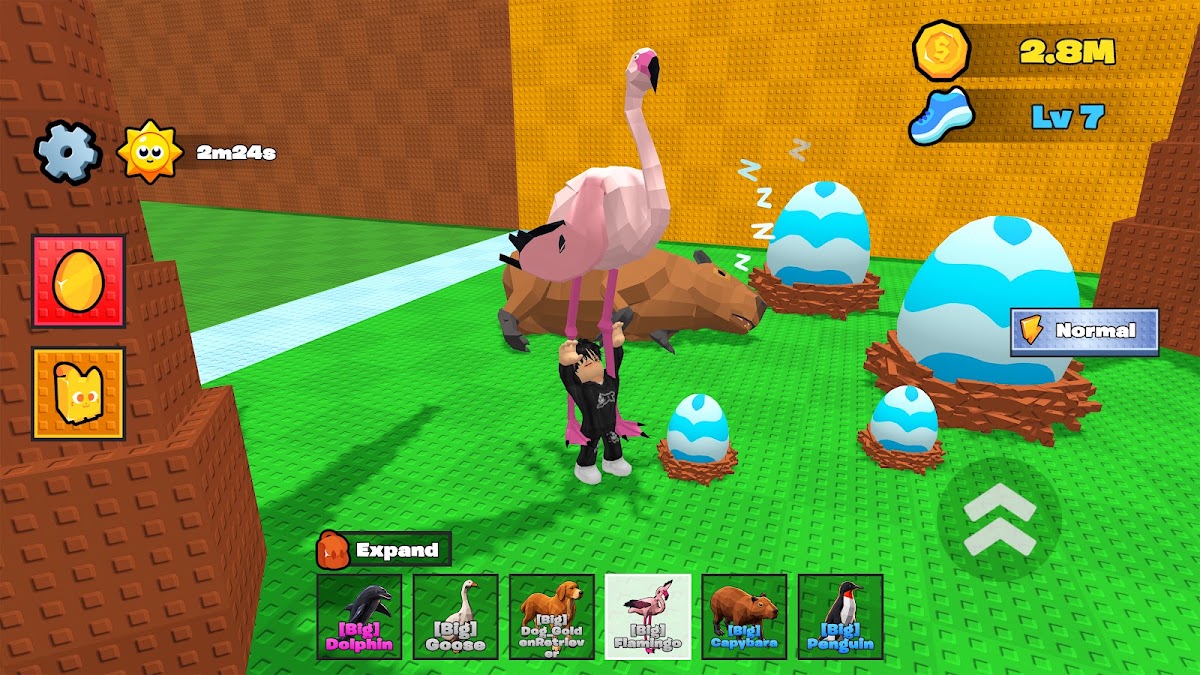 2.8M
Lv 7
2m24s
Z
Z
Z
Z
Z
Normal
Expand
[Big]
Dolphin
[Big]
Goose
[Big]
Dog_Gold
enRetriev
er
[Big]
Flamingo
[Big]
Capybara
[Big]
Penguin